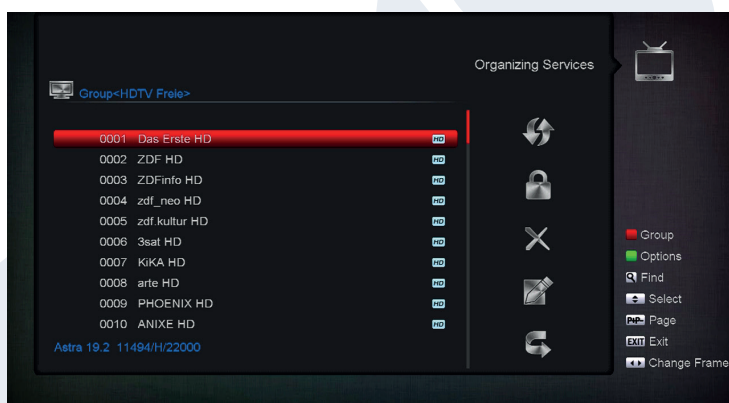 Organizing Services
Group<HDTV Freie>
0001 Das Erste HD HD
0002 ZDF HD HD
0003 ZDFinfo HD HD
0004 zdf_neo HD HD
0005 zdf.kultur HD HD
0006 3sat HD HD
0007 KiKA HD HD
0008 arte HD HD
0009 PHOENIX HD HD
0010 ANIXE HD HD
Astra 19.2 11494/H/22000
Group
Options
Find
Select
P+P- Page
EXIT Exit
Change Frame